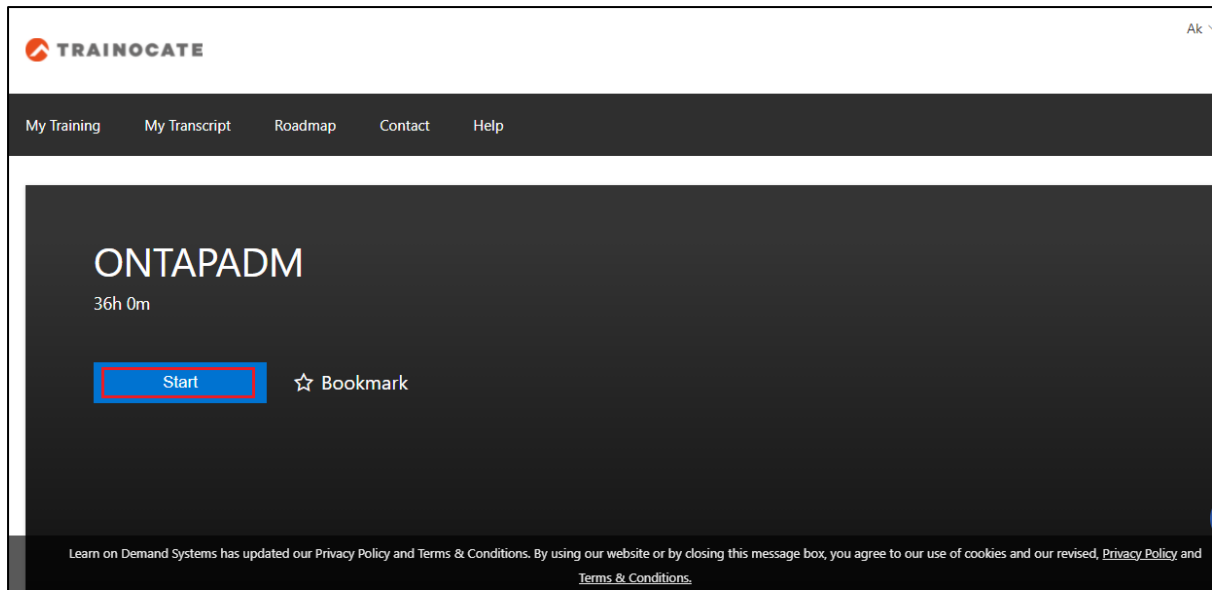 TRAINOCATE
Ak
My Training My Transcript Roadmap Contact Help
ONTAPADM
36h 0m
Start Bookmark
Learn on Demand Systems has updated our Privacy Policy and Terms & Conditions. By using our website or by closing this message box, you agree to our use of cookies and our revised, Privacy Policy and
Terms & Conditions.